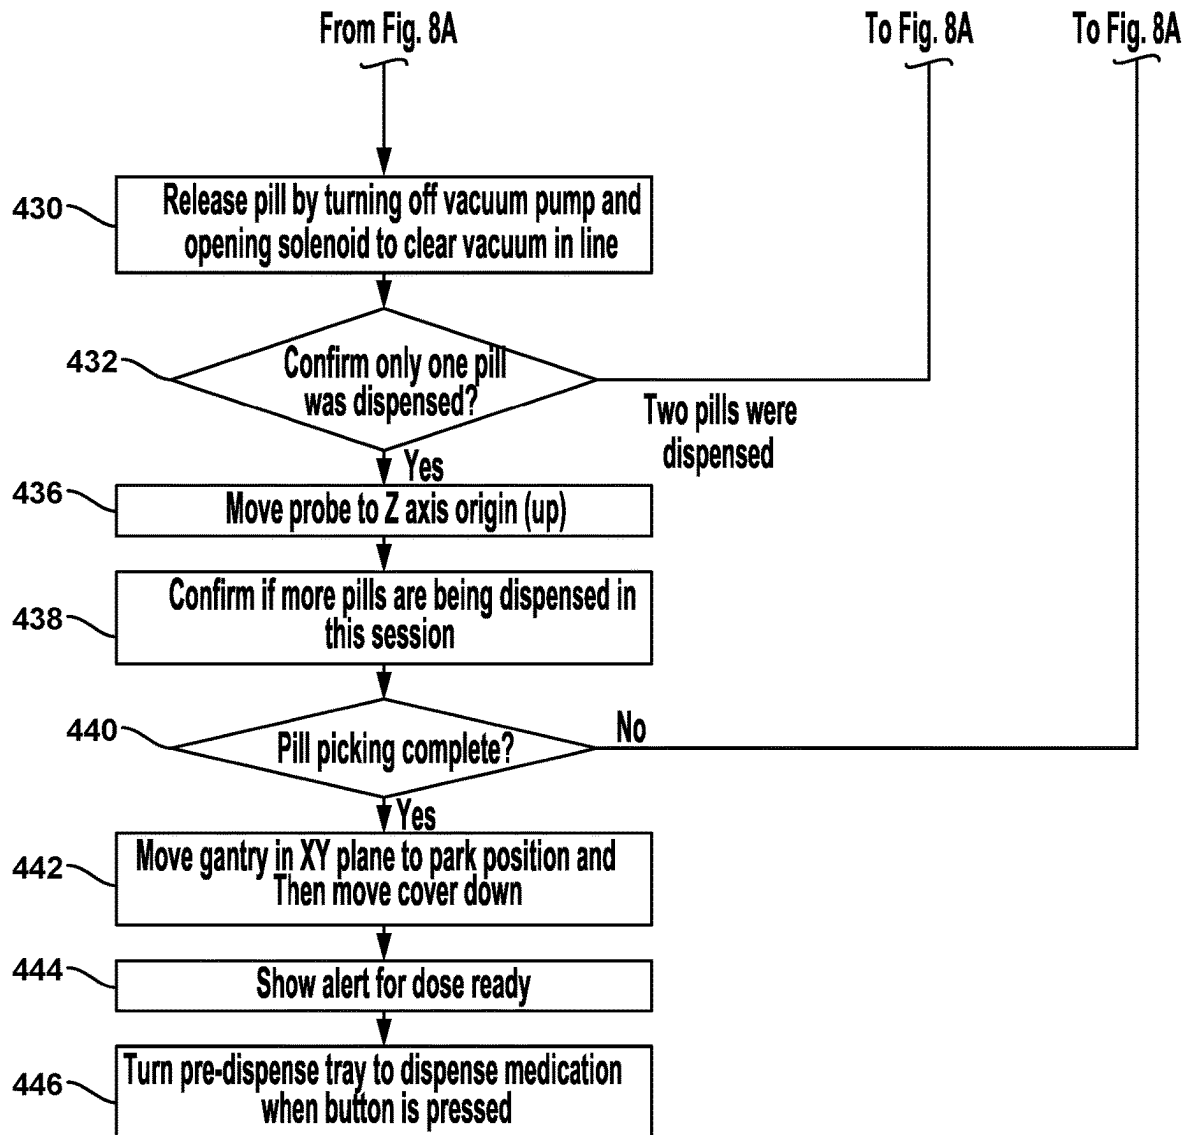 From Fig. 8A
To Fig. 8A
To Fig. 8A
430
Release pill by turning off vacuum pump and
opening solenoid to clear vacuum in line
432
Confirm only one pill
was dispensed?
Two pills were
dispensed
Yes
436
Move probe to Z axis origin (up)
438
Confirm if more pills are being dispensed in
this session
440
Pill picking complete?
No
Yes
442
Move gantry in XY plane to park position and
Then move cover down
444
Show alert for dose ready
446
Turn pre-dispense tray to dispense medication
when button is pressed